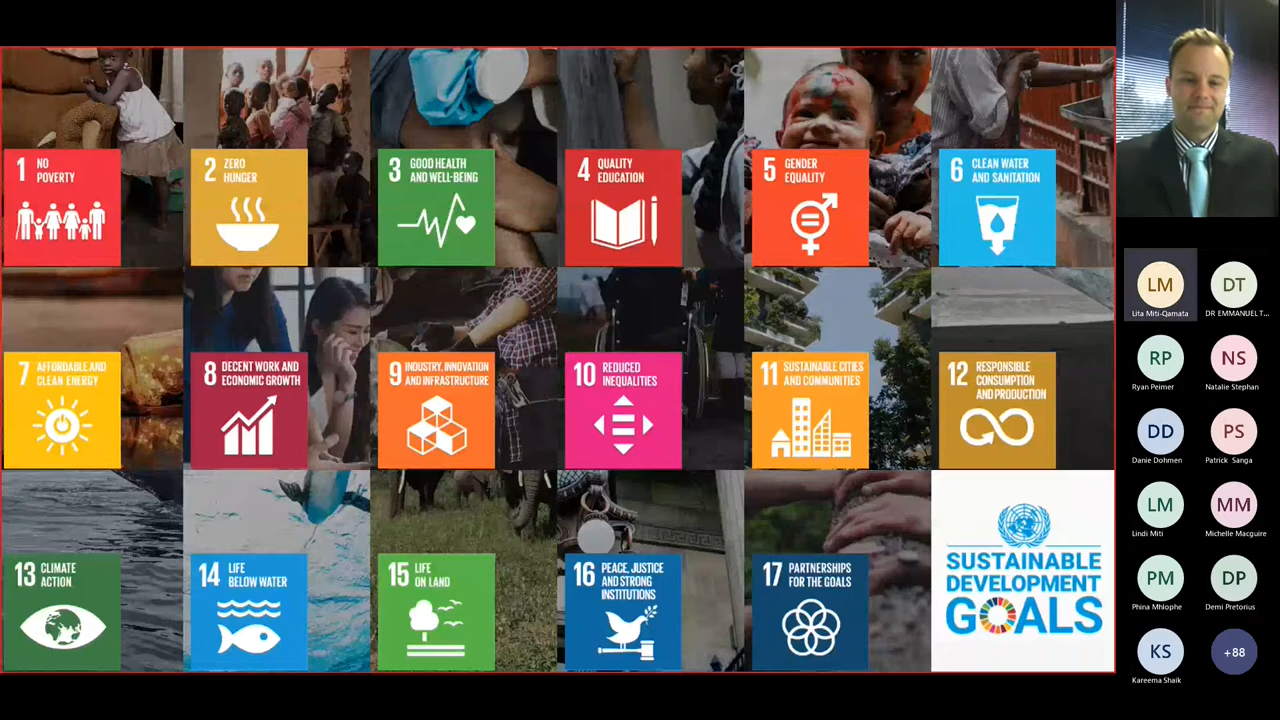 1 NO
POVERTY
2 ZERO
HUNGER
3 GOOD HEALTH
AND WELL-BEING
4 QUALITY
EDUCATION
5 GENDER
EQUALITY
6 CLEAN WATER
AND SANITATION
7 AFFORDABLE AND
CLEAN ENERGY
8 DECENT WORK AND
ECONOMIC GROWTH
9 INDUSTRY, INNOVATION
AND INFRASTRUCTURE
10 REDUCED
INEQUALITIES
11 SUSTAINABLE CITIES
AND COMMUNITIES
12 RESPONSIBLE
CONSUMPTION
AND PRODUCTION
13 CLIMATE
ACTION
14 LIFE
BELOW WATER
15 LIFE
ON LAND
16 PEACE, JUSTICE
AND STRONG
INSTITUTIONS
17 PARTNERSHIPS
FOR THE GOALS
SUSTAINABLE
DEVELOPMENT
GOALS
LM
Lita Miti-Qamata
DT
DR EMMANUEL T...
RP
Ryan Peimer
NS
Natalie Stephan
DD
Danie Dohmen
PS
Patrick Sanga
LM
Lindi Miti
MM
Michelle Macguire
PM
Phina Mhlophe
DP
Demi Pretorius
KS
Kareema Shaik
+88